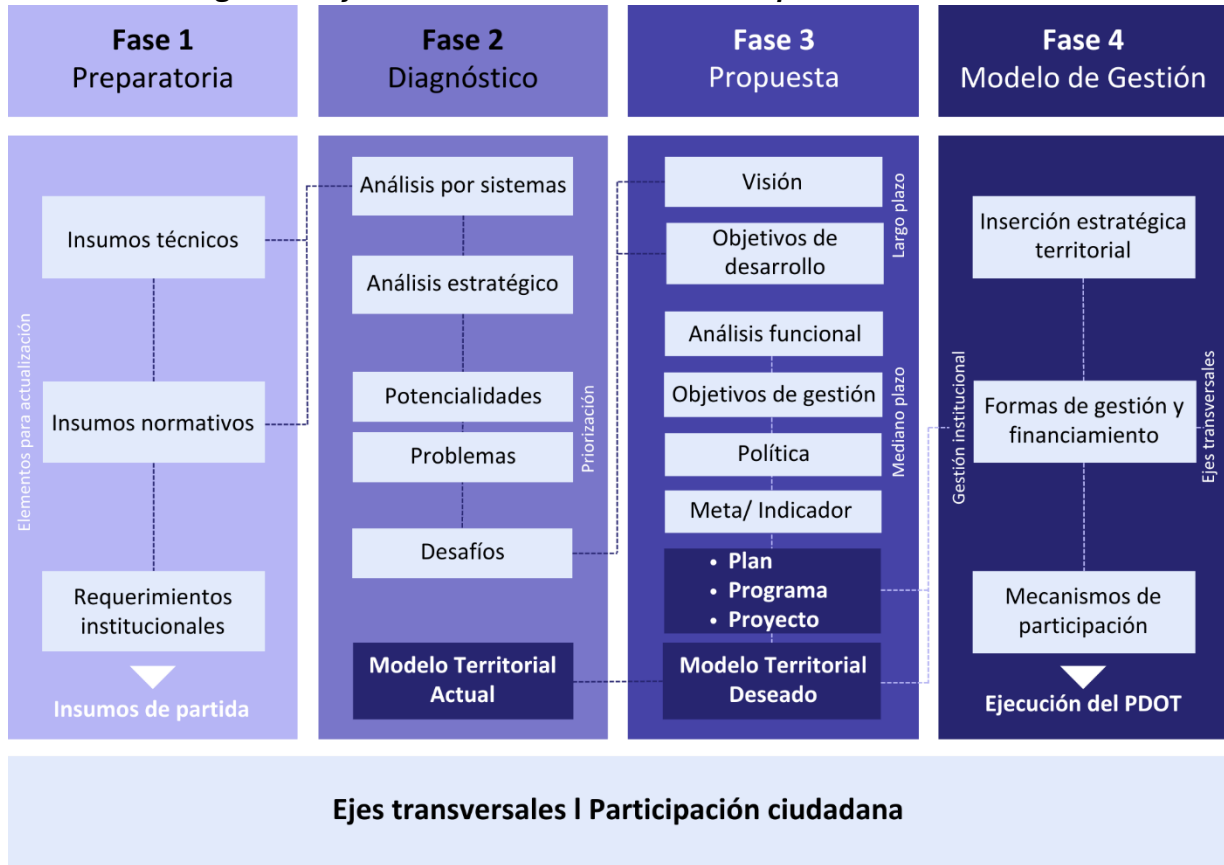 Fase 1
Preparatoria
Fase 2
Diagnóstico
Fase 3
Propuesta
Fase 4
Modelo de Gestión
Elementos para actualización
Insumos técnicos
Insumos normativos
Requerimientos
institucionales
Insumos de partida
Análisis por sistemas
Análisis estratégico
Potencialidades
Problemas
Priorización
Desafíos
Modelo Territorial
Actual
Visión
Objetivos de
desarrollo
Largo plazo
Análisis funcional
Objetivos de gestión
Política
Meta/ Indicador
Mediano plazo
• Plan
• Programa
• Proyecto
Modelo Territorial
Deseado
Gestión institucional
Inserción estratégica
territorial
Formas de gestión y
financiamiento
Ejes transversales
Mecanismos de
participación
Ejecución del PDOT
Ejes transversales l Participación ciudadana